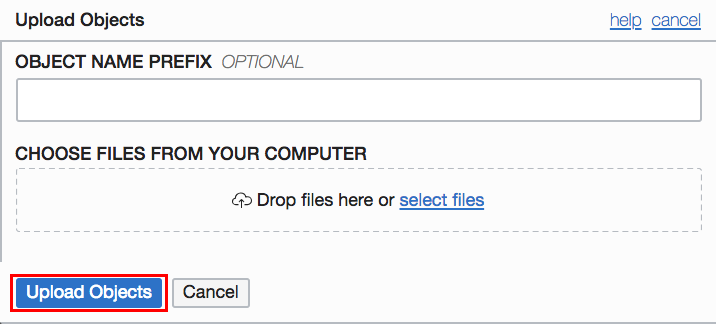 Upload Objects help cancel
OBJECT NAME PREFIX OPTIONAL
CHOOSE FILES FROM YOUR COMPUTER
Drop files here or select files
Upload Objects Cancel